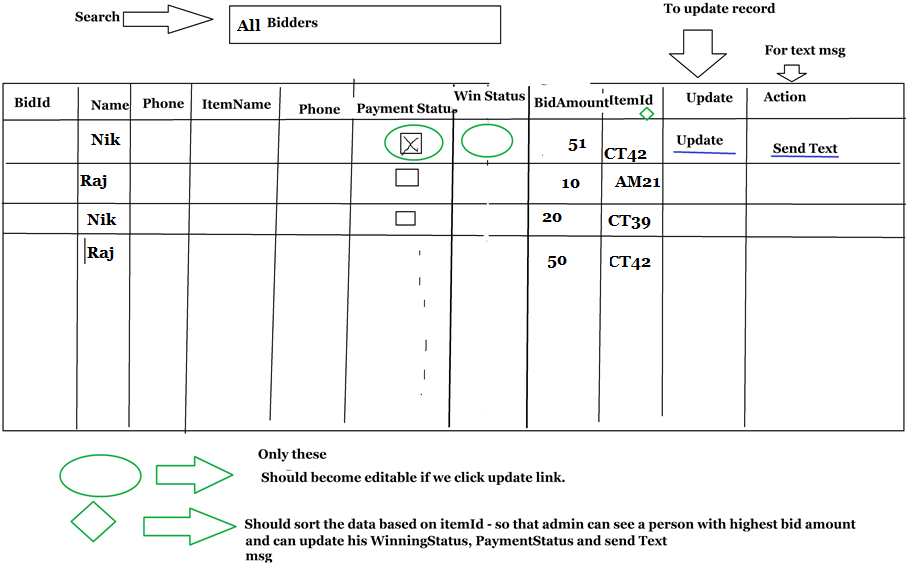 To update record
Search
All Bidders
For text msg
BidId
Name
Phone
ItemName
Phone
Payment Status
Win Status
BidAmount
ItemId
Update
Action
Nik
51
CT42
Update
Send Text
Raj
10
AM21
Nik
20
CT39
Raj
50
CT42
Only these
Should become editable if we click update link.
Should sort the data based on itemId - so that admin can see a person with highest bid amount
and can update his WinningStatus, PaymentStatus and send Text
msg